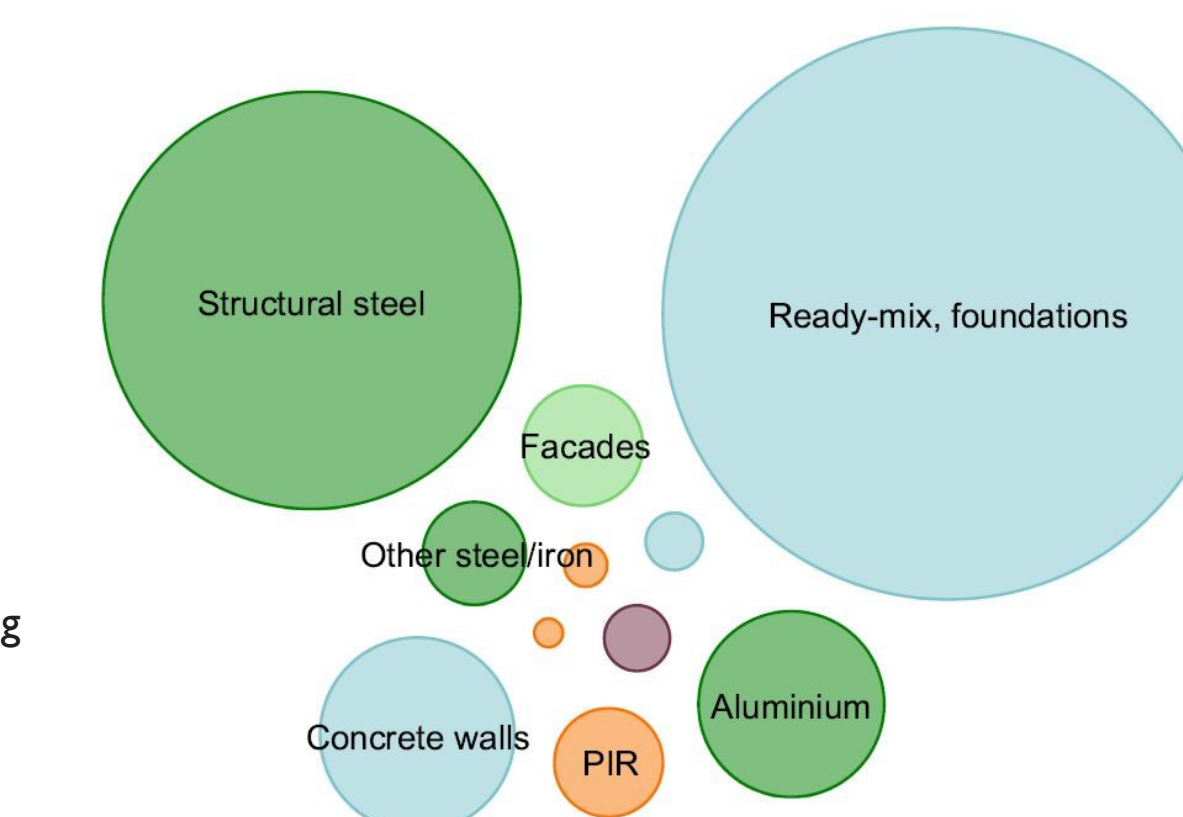 Structural steel
Ready-mix, foundations
Facades
Other steel/iron
g
Aluminium
Concrete walls
PIR